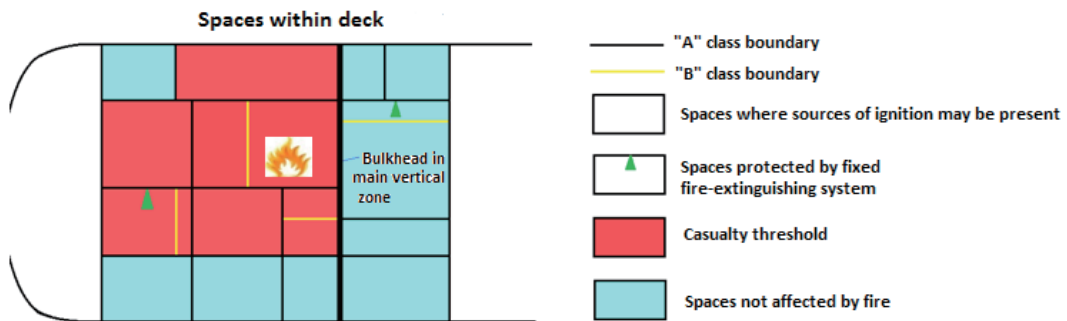 Spaces within deck
Bulkhead in
main vertical
zone
"A" class boundary
"B" class boundary
Spaces where sources of ignition may be present
Spaces protected by fixed
fire-extinguishing system
Casualty threshold
Spaces not affected by fire